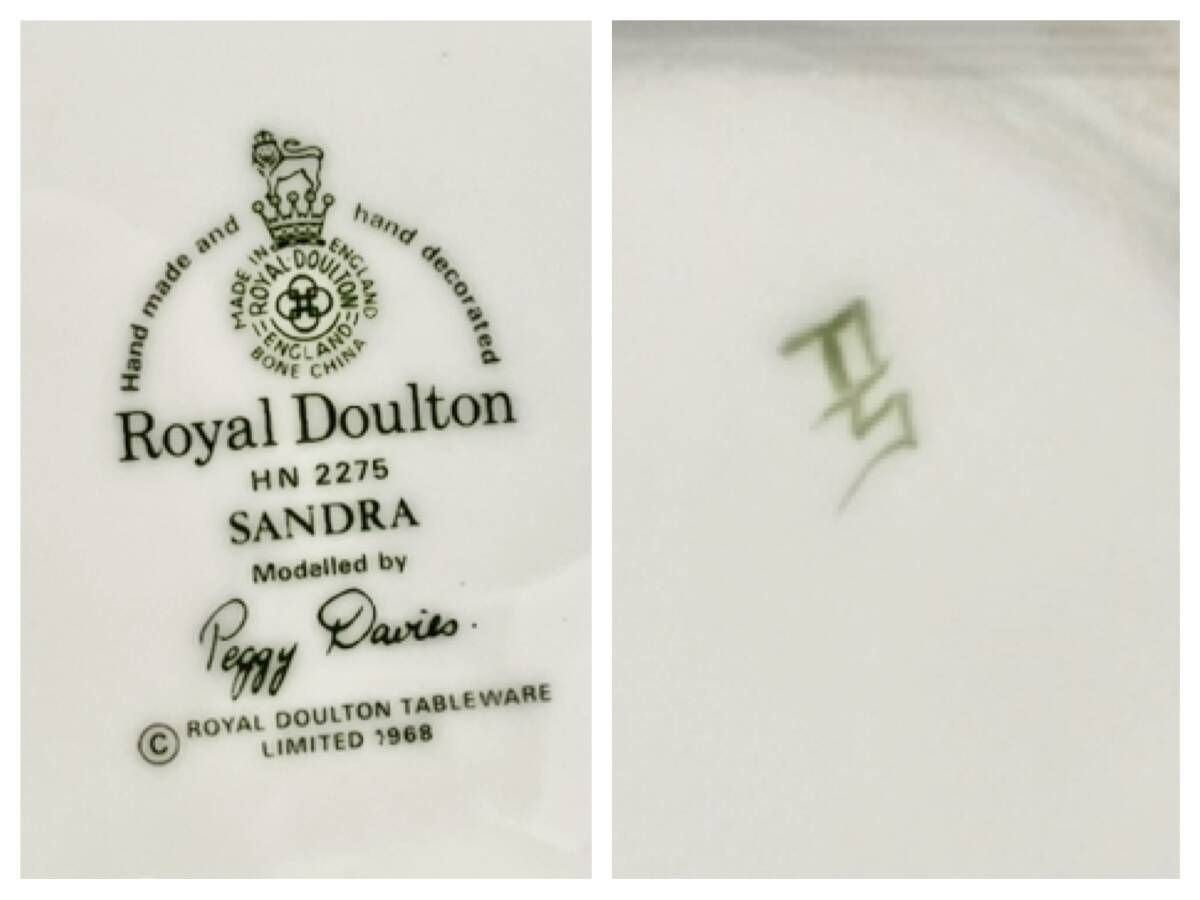 Hand made and hand decorated
MADE IN ENGLAND
ROYAL DOULTON
ENGLAND
BONE CHINA
Royal Doulton
HN 2275
SANDRA
Modelled by
Peggy Davies.
© ROYAL DOULTON TABLEWARE
LIMITED 1968